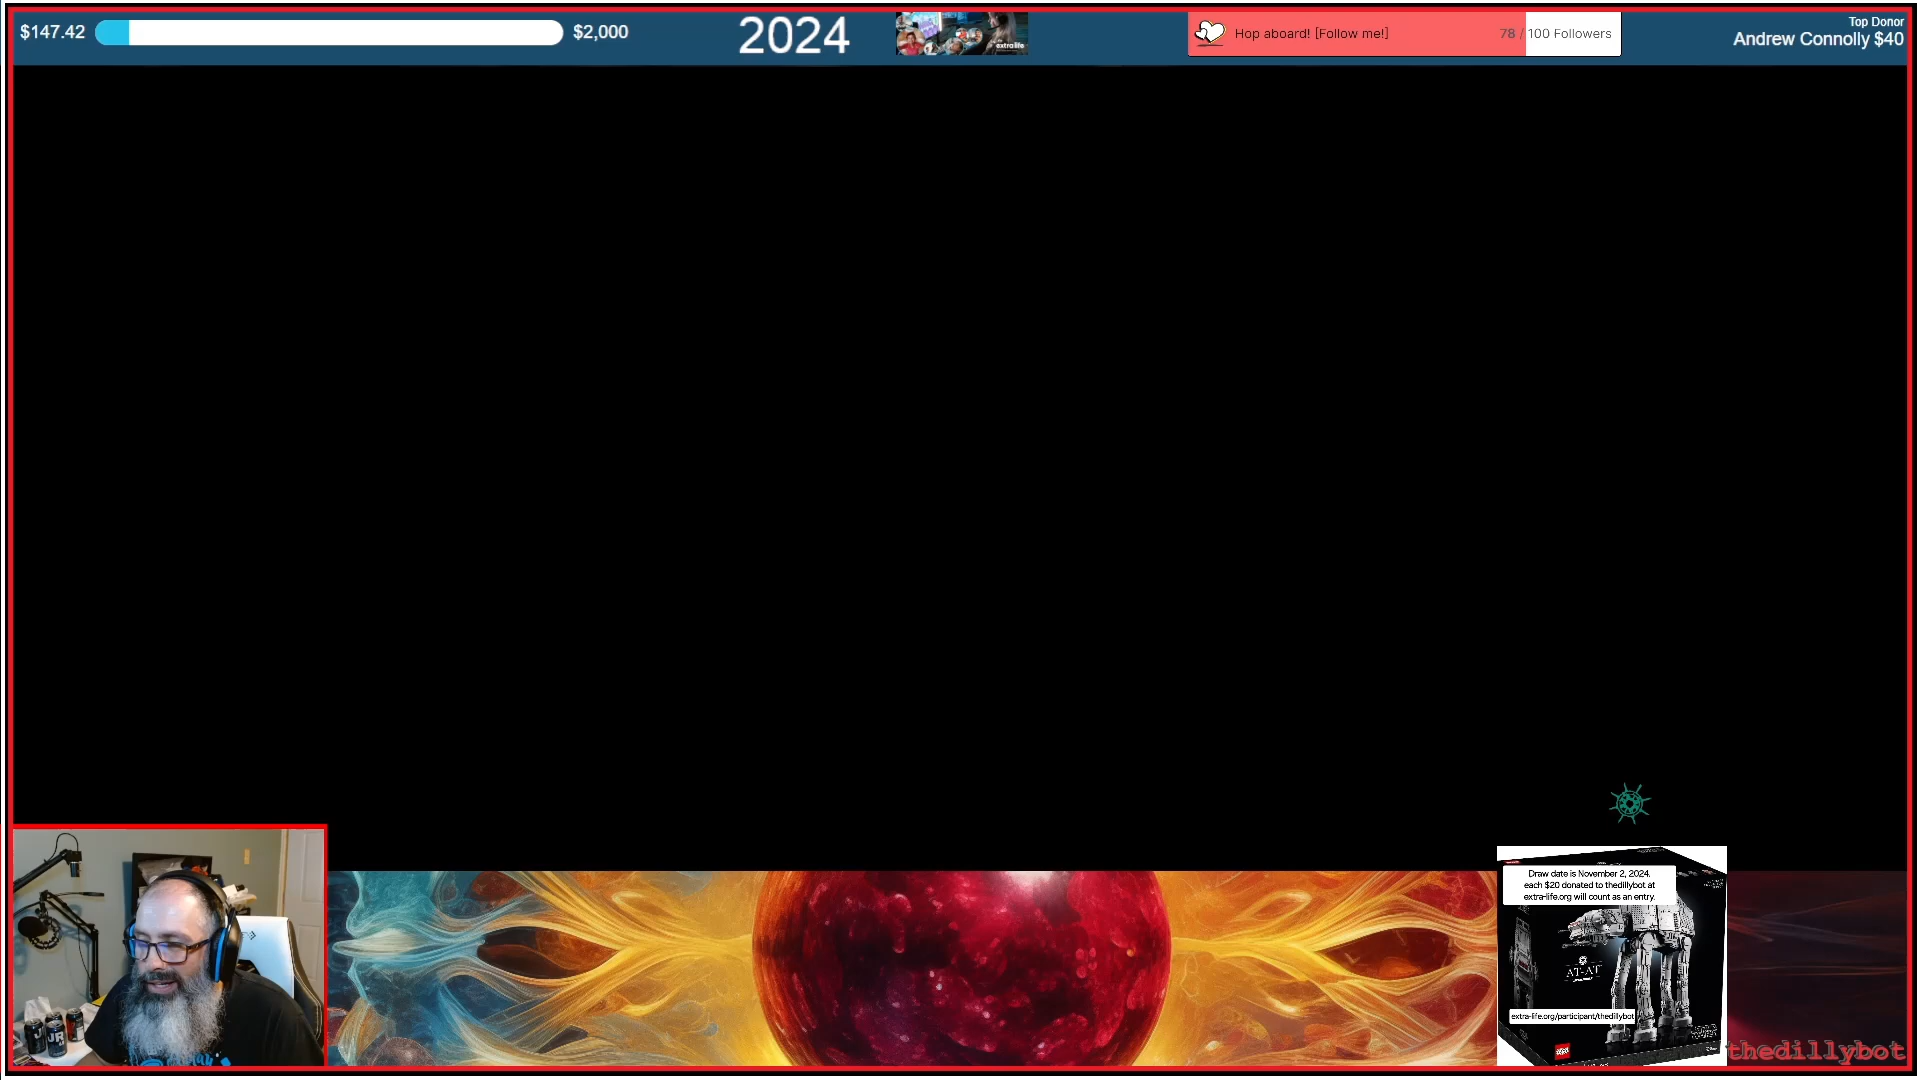 $147.42
$2,000
2024
extralife
Hop aboard! [Follow me!]
78 / 100 Followers
Top Donor
Andrew Connolly $40
Draw date is November 2, 2024.
each $20 donated to thedillybot at
extra-life.org will count as an entry.
AT-AT
extra-life.org/participant/thedillybot
LEGO
thedillybot